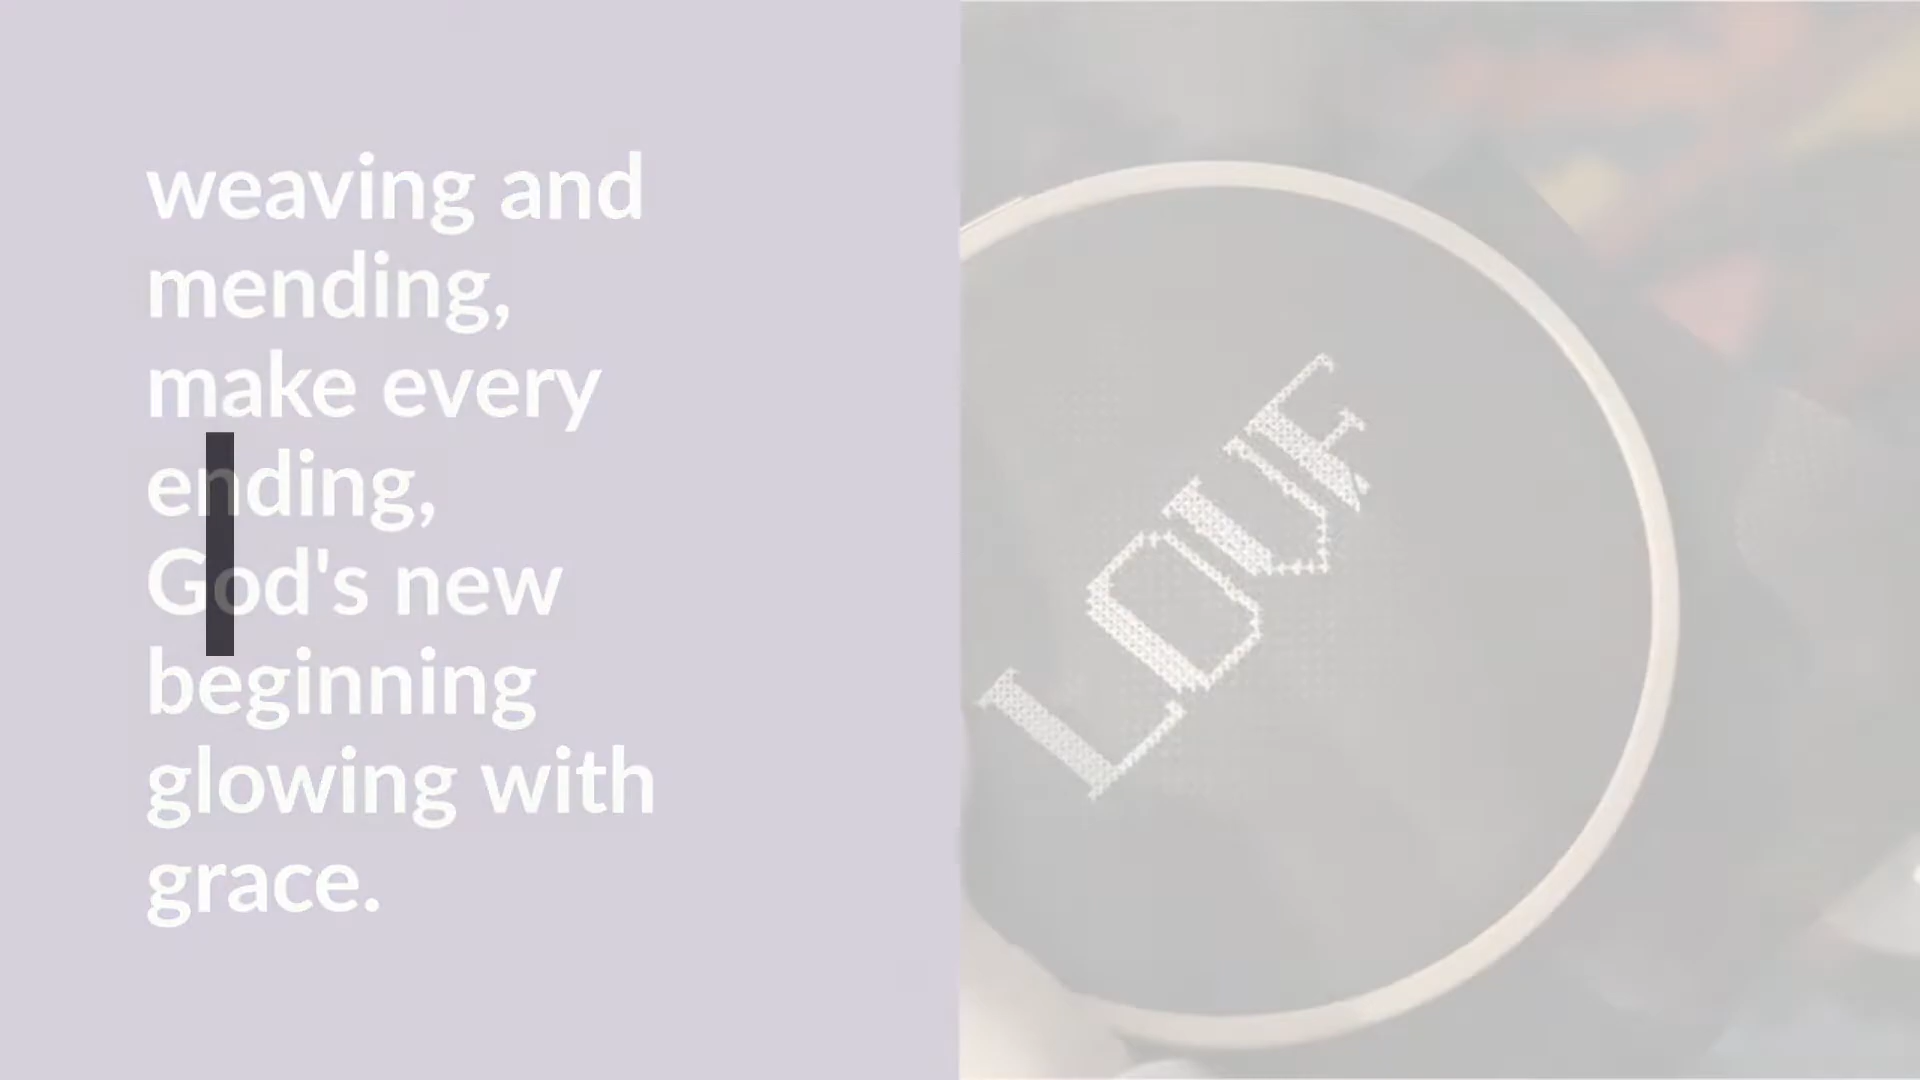 weaving and
mending,
make every
ending,
God's new
beginning
glowing with
grace.
LOVE